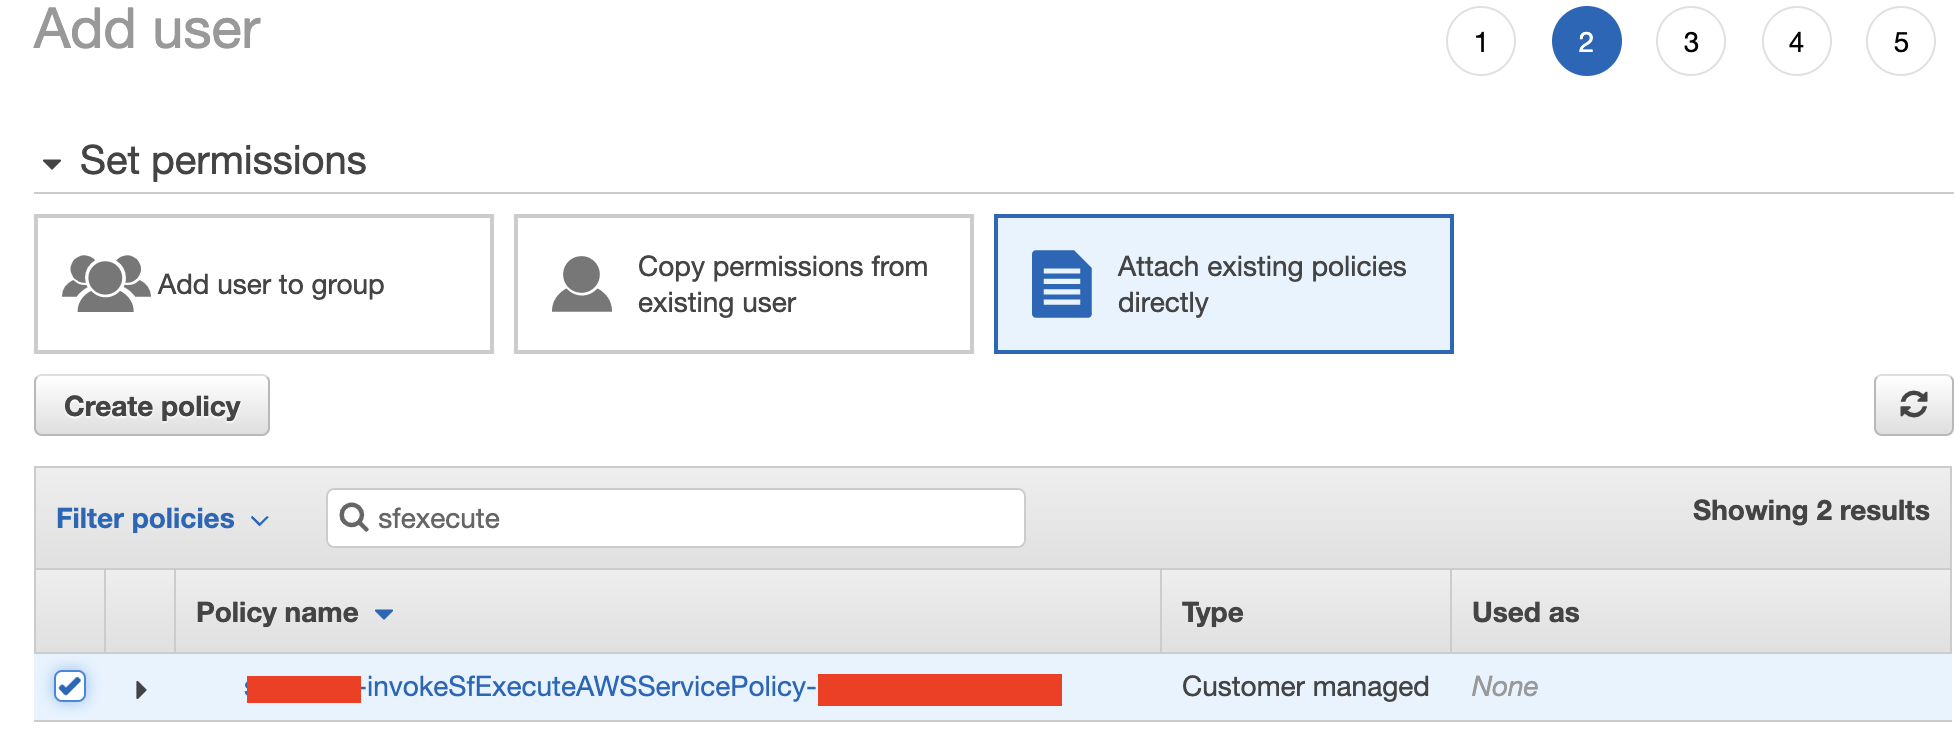 Add user
1 2 3 4 5
Set permissions
Add user to group
Copy permissions from
existing user
Attach existing policies
directly
Create policy
Filter policies
sfexecute
Showing 2 results
Policy name
Type
Used as
-invokeSfExecuteAWSServicePolicy-
Customer managed
None